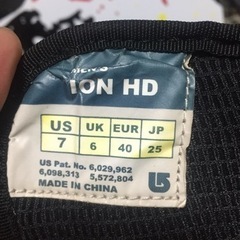 MEN'S
ION HD
US UK EUR JP
7 6 40 25
US Pat. No. 6,029,962
6,098,313 5,572,804
MADE IN CHINA